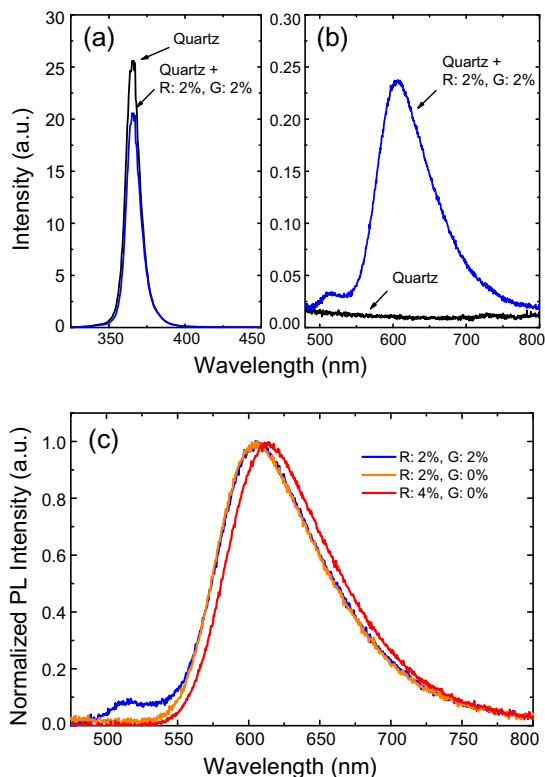 (a)
Quartz
Quartz +
R: 2%, G: 2%
30
25
20
15
10
5
0
350
400
450
(b)
Quartz +
R: 2%, G: 2%
Quartz
0.30
0.25
0.20
0.15
0.10
0.05
0.00
500
600
700
800
Intensity (a.u.)
Wavelength (nm)
(c)
R: 2%, G: 2%
R: 2%, G: 0%
R: 4%, G: 0%
1.0
0.8
0.6
0.4
0.2
0.0
500
550
600
650
700
750
800
Normalized PL Intensity (a.u.)
Wavelength (nm)